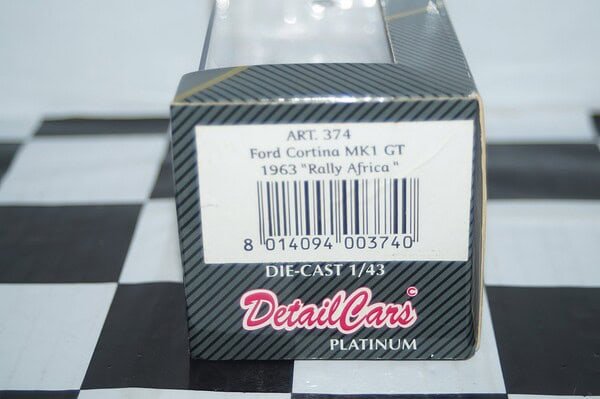 ART. 374
Ford Cortina MK1 GT
1963 "Rally Africa"
8 014094 003740
DIE-CAST 1/43
DetailCars ©
PLATINUM